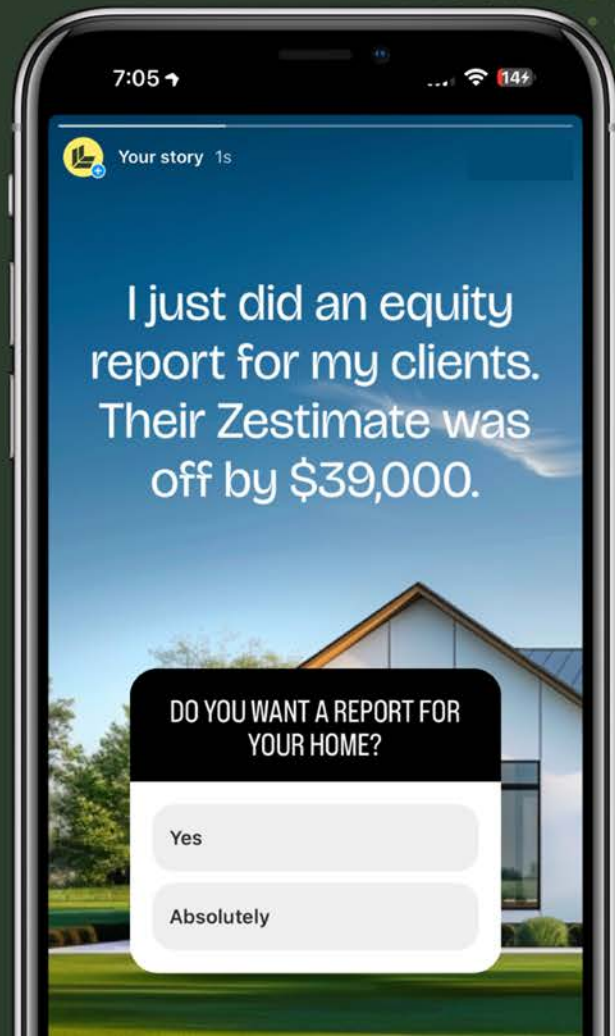 7:05
14
Your story 1s
I just did an equity
report for my clients.
Their Zestimate was
off by $39,000.
DO YOU WANT A REPORT FOR
YOUR HOME?
Yes
Absolutely